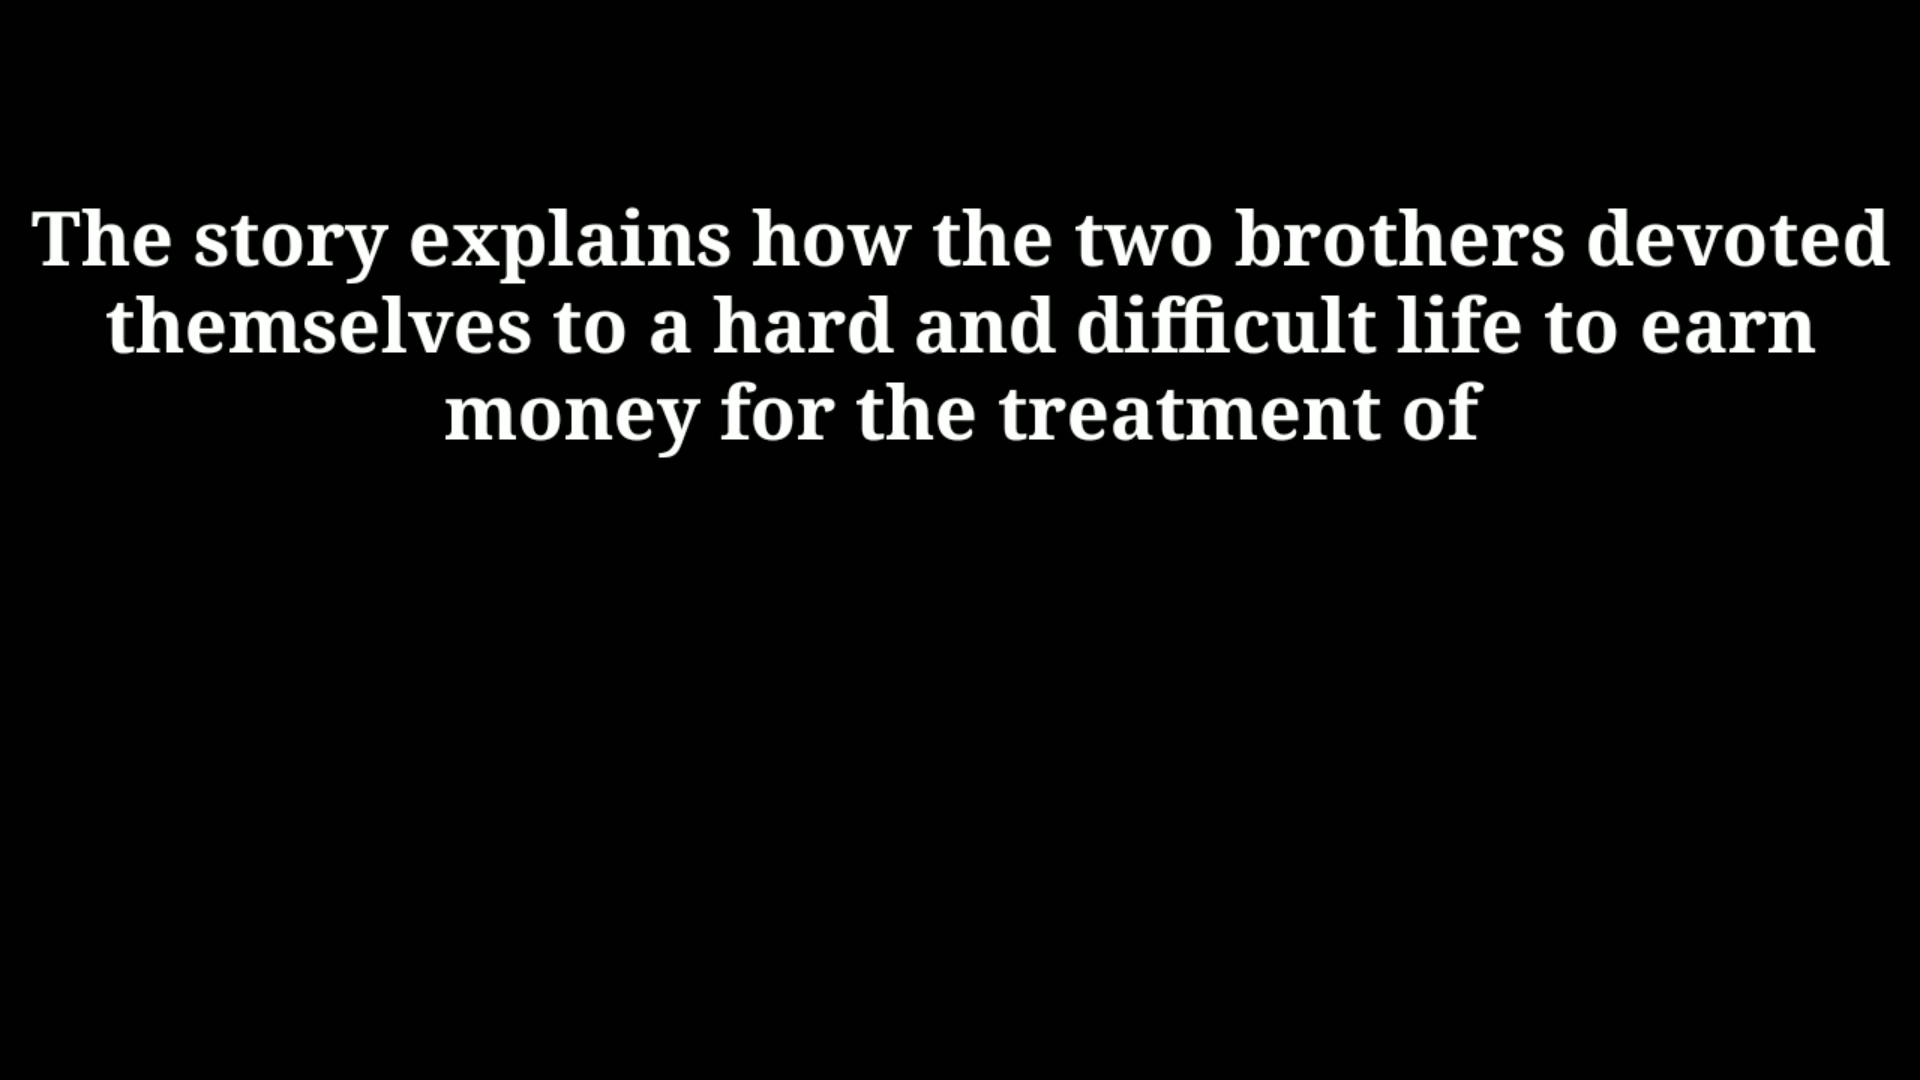 The story explains how the two brothers devoted
themselves to a hard and difficult life to earn
money for the treatment of